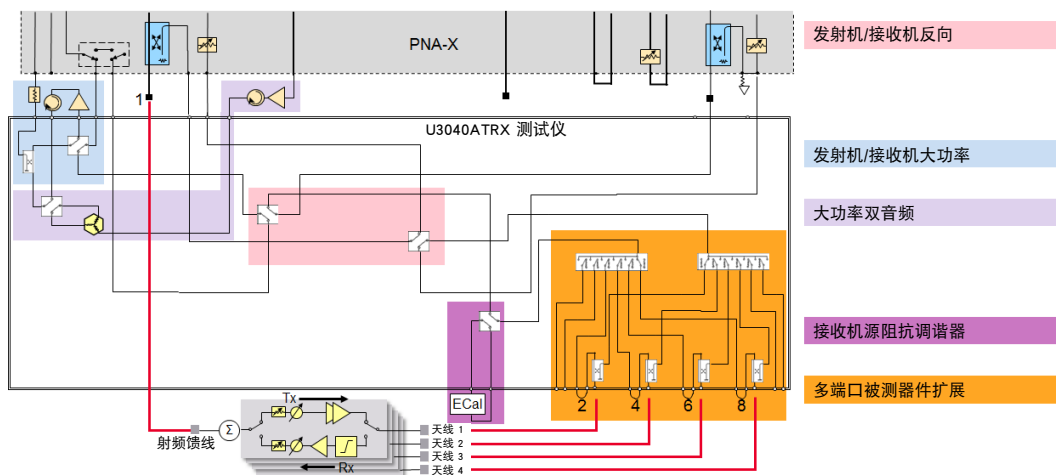 PNA-X
1
U3040ATRX 测试仪
发射机/接收机反向
发射机/接收机大功率
大功率双音频
接收机源阻抗调谐器
多端口被测器件扩展
2 4 6 8
ECal
Tx
Σ
射频馈线
Rx
天线 1
天线 2
天线 3
天线 4